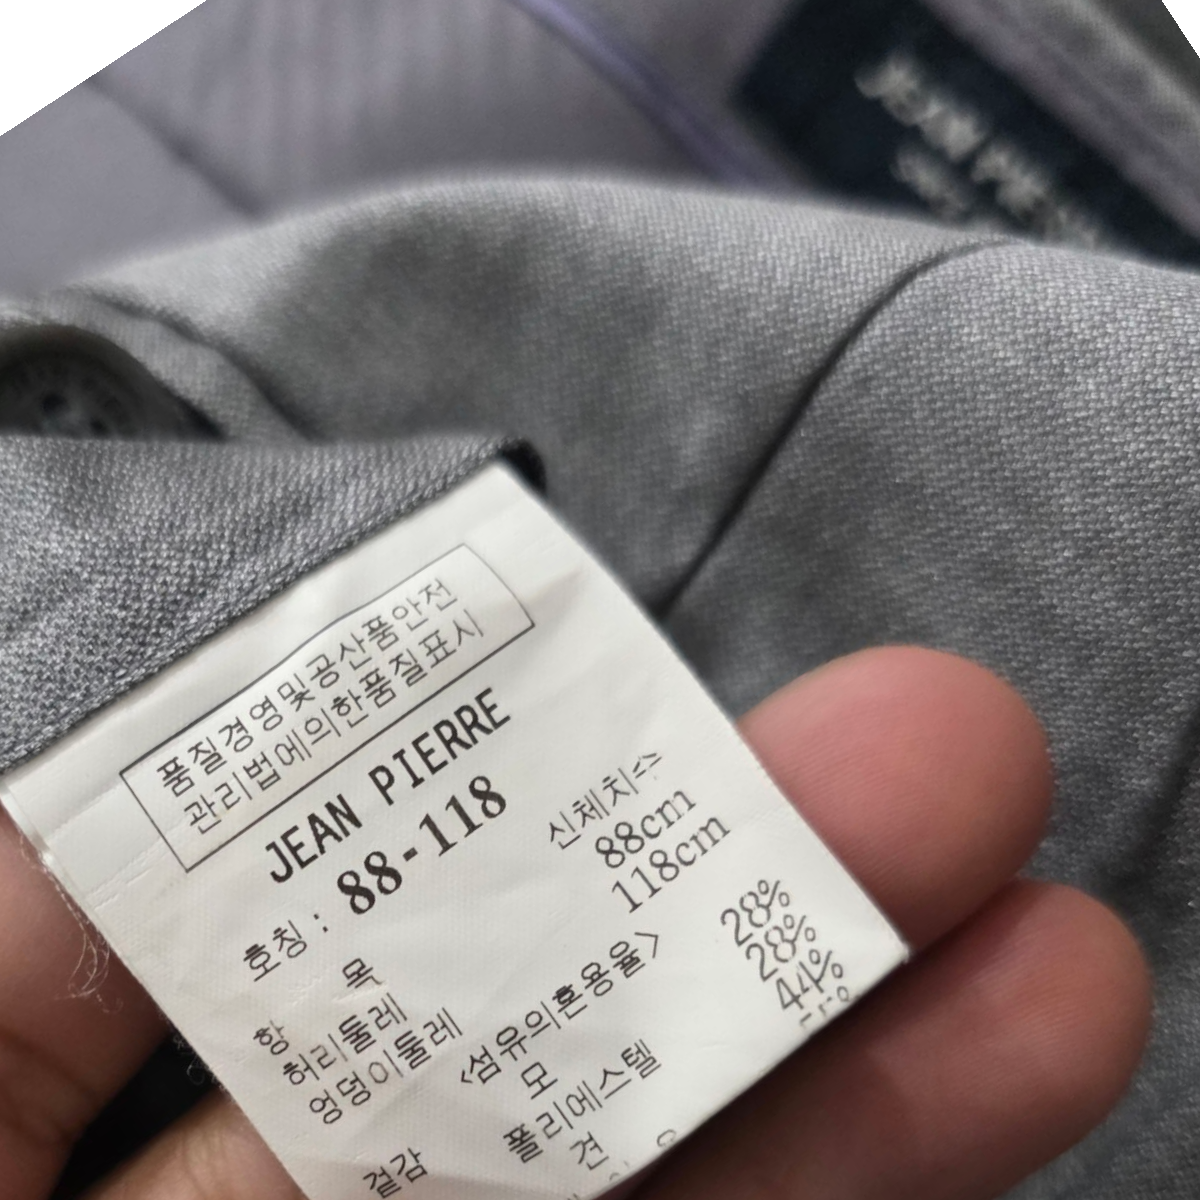 JEAN
품질경영및공산품안전
관리법에의한품질표시
JEAN PIERRE
호칭 : 88-118
항 목 신체치수
허리둘레 88cm
엉덩이둘레 118cm
<섬유의혼용율>
겉감 모 28%
폴리에스텔 28%
견 44%